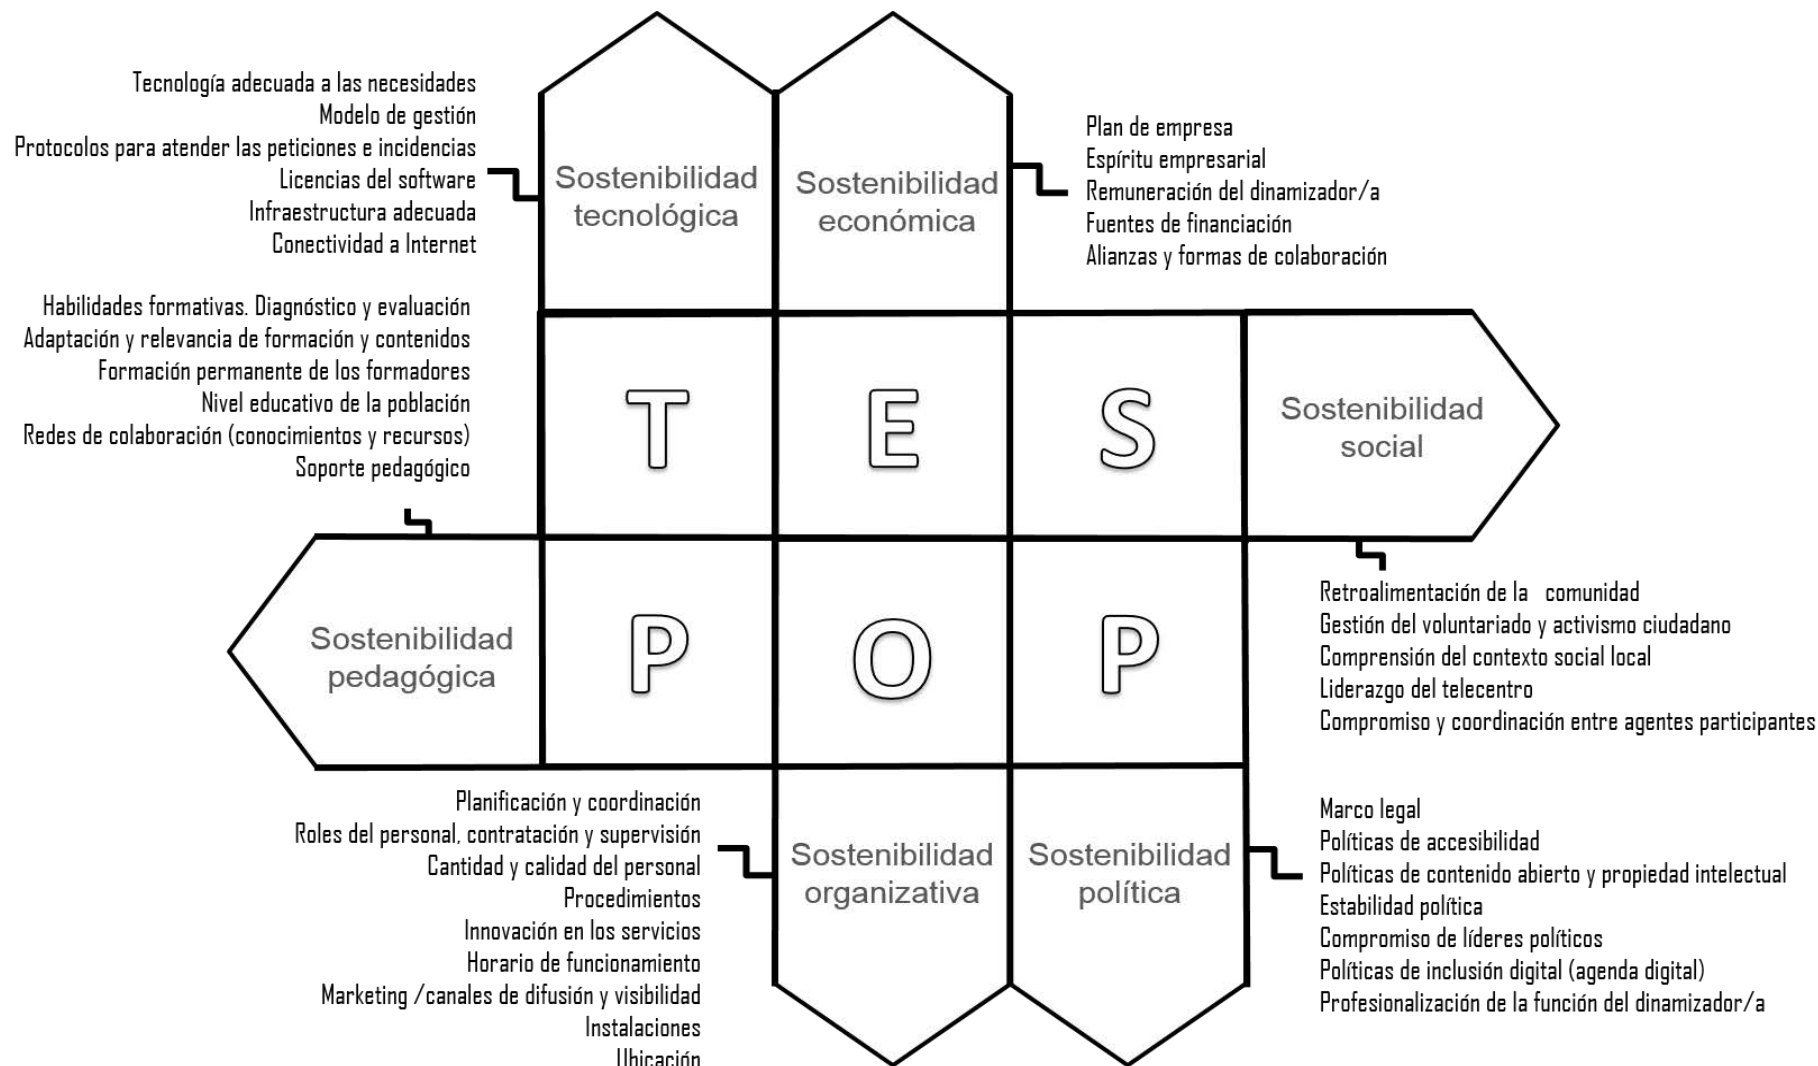 Tecnología adecuada a las necesidades
Modelo de gestión
Protocolos para atender las peticiones e incidencias
Licencias del software
Infraestructura adecuada
Conectividad a Internet
Sostenibilidad
tecnológica
Sostenibilidad
económica
Plan de empresa
Espíritu empresarial
Remuneración del dinamizador/a
Fuentes de financiación
Alianzas y formas de colaboración
Habilidades formativas. Diagnóstico y evaluación
Adaptación y relevancia de formación y contenidos
Formación permanente de los formadores
Nivel educativo de la población
Redes de colaboración (conocimientos y recursos)
Soporte pedagógico
T E S
Sostenibilidad
social
Sostenibilidad
pedagógica
P O P
Retroalimentación de la comunidad
Gestión del voluntariado y activismo ciudadano
Comprensión del contexto social local
Liderazgo del telecentro
Compromiso y coordinación entre agentes participantes
Planificación y coordinación
Roles del personal, contratación y supervisión
Cantidad y calidad del personal
Procedimientos
Innovación en los servicios
Horario de funcionamiento
Marketing /canales de difusión y visibilidad
Instalaciones
Ubicación
Sostenibilidad
organizativa
Sostenibilidad
política
Marco legal
Políticas de accesibilidad
Políticas de contenido abierto y propiedad intelectual
Estabilidad política
Compromiso de líderes políticos
Políticas de inclusión digital (agenda digital)
Profesionalización de la función del dinamizador/a